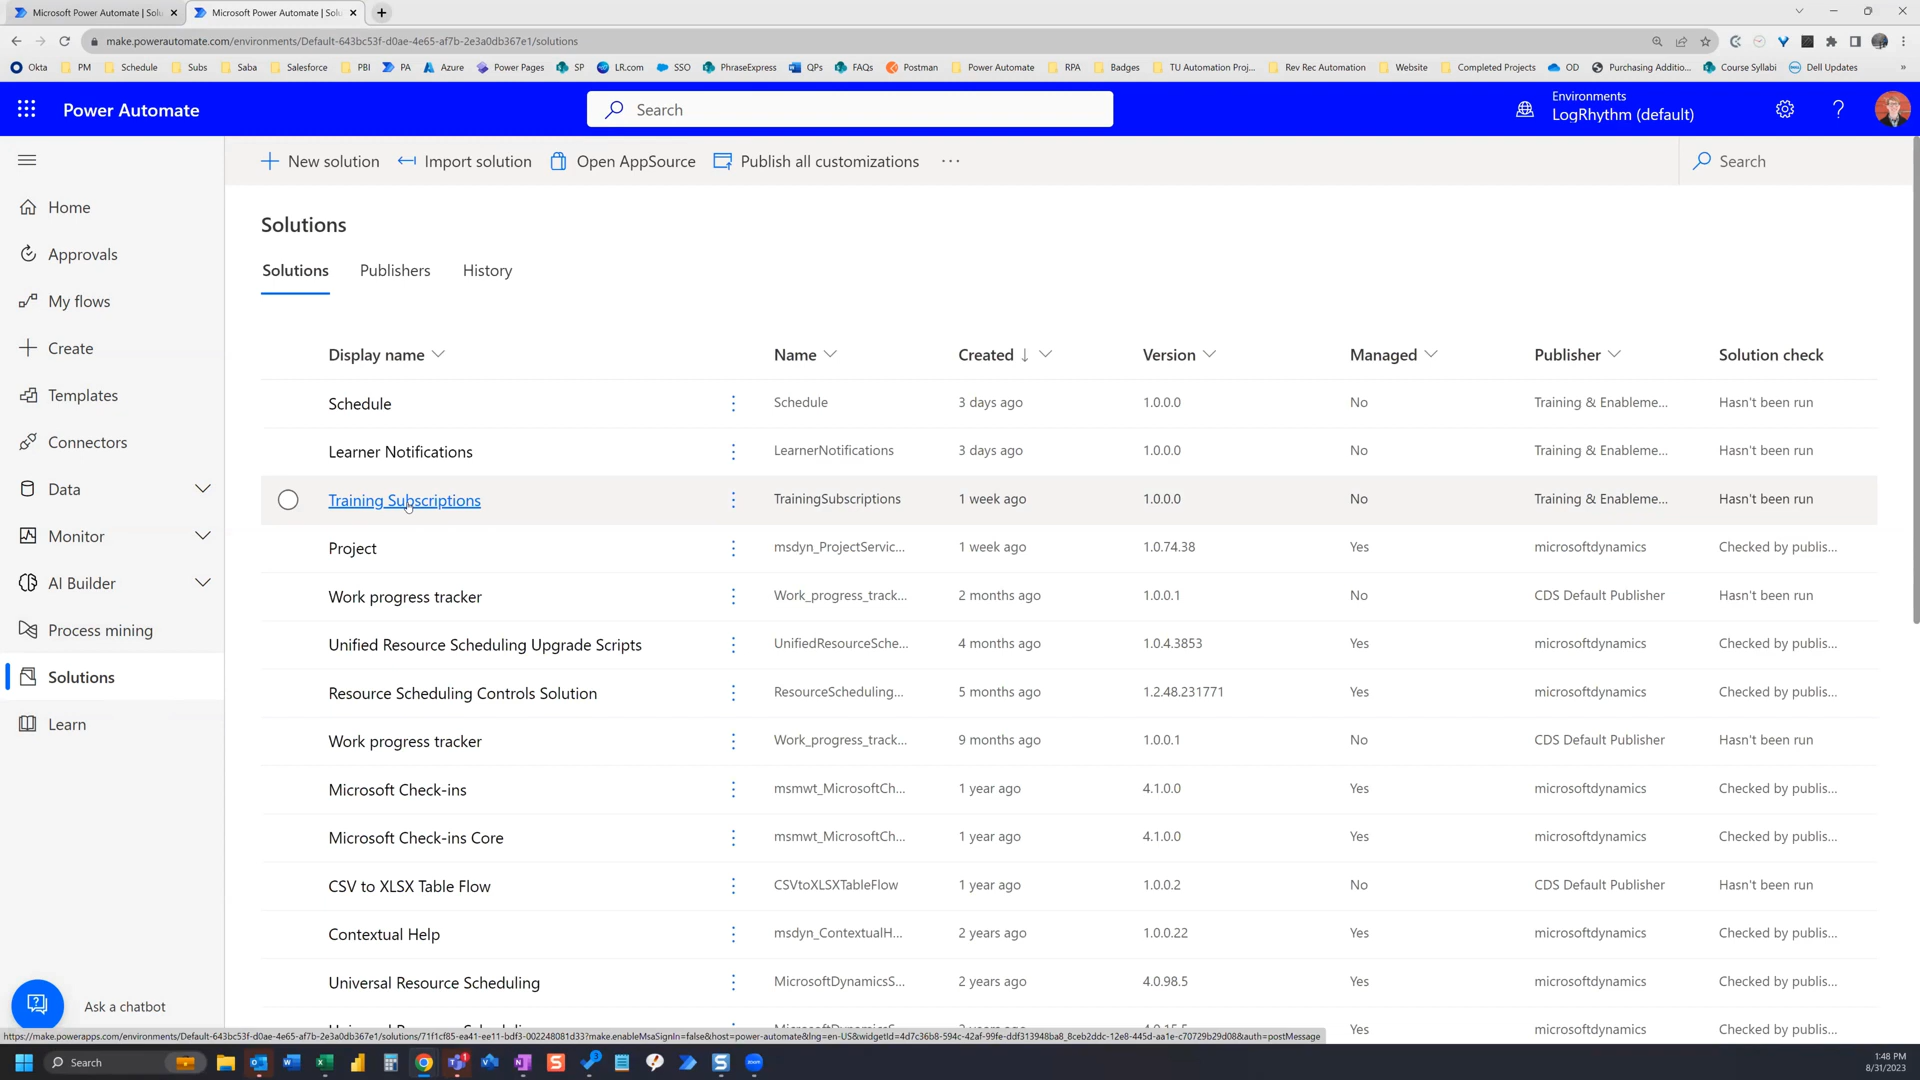 Microsoft Power Automate | Solu
Microsoft Power Automate | Solu
make.powerautomate.com/environments/Default-643bc53f-d0ae-4e65-af7b-2e3a0db367e1/solutions
Okta PM Schedule Subs Saba Salesforce PBI PA Azure Power Pages SP LR.com SSO PhraseExpress QPs FAQs Postman Power Automate RPA Badges TU Automation Proj... Rev Rec Automation Website Completed Projects OD Purchasing Additio... Course Syllabi Dell Updates »
Power Automate
Search
Environments
LogRhythm (default)
New solution Import solution Open AppSource Publish all customizations ··· Search
Home
Approvals
My flows
Create
Templates
Connectors
Data
Monitor
AI Builder
Process mining
Solutions
Learn
Ask a chatbot
Solutions
Solutions Publishers History
Display name Name Created ↓ Version Managed Publisher Solution check
Schedule Schedule 3 days ago 1.0.0.0 No Training & Enableme... Hasn't been run
Learner Notifications LearnerNotifications 3 days ago 1.0.0.0 No Training & Enableme... Hasn't been run
Training Subscriptions TrainingSubscriptions 1 week ago 1.0.0.0 No Training & Enableme... Hasn't been run
Project msdyn_ProjectServic... 1 week ago 1.0.74.38 Yes microsoftdynamics Checked by publis...
Work progress tracker Work_progress_track... 2 months ago 1.0.0.1 No CDS Default Publisher Hasn't been run
Unified Resource Scheduling Upgrade Scripts UnifiedResourceSche... 4 months ago 1.0.4.3853 Yes microsoftdynamics Checked by publis...
Resource Scheduling Controls Solution ResourceScheduling... 5 months ago 1.2.48.231771 Yes microsoftdynamics Checked by publis...
Work progress tracker Work_progress_track... 9 months ago 1.0.0.1 No CDS Default Publisher Hasn't been run
Microsoft Check-ins msmwt_MicrosoftCh... 1 year ago 4.1.0.0 Yes microsoftdynamics Checked by publis...
Microsoft Check-ins Core msmwt_MicrosoftCh... 1 year ago 4.1.0.0 Yes microsoftdynamics Checked by publis...
CSV to XLSX Table Flow CSVtoXLSXTableFlow 1 year ago 1.0.0.2 No CDS Default Publisher Hasn't been run
Contextual Help msdyn_ContextualH... 2 years ago 1.0.0.22 Yes microsoftdynamics Checked by publis...
Universal Resource Scheduling MicrosoftDynamicsS... 2 years ago 4.0.98.5 Yes microsoftdynamics Checked by publis...
Yes microsoftdynamics Checked by publis...
https://make.powerapps.com/environments/Default-643bc53f-d0ae-4e65-af7b-2e3a0db367e1/solutions/71f1cf85-ea41-ee11-bdf3-002248081d33?make.enableMsaSignIn=false&host=power-automate&lng=en-US&widgetId=4d7c36b8-594c-42af-99fe-ddf313948ba8_8ceb2ddc-12e8-445d-aa1e-c70729b29d08&auth=postMessage
Search
1:48 PM
8/31/2023